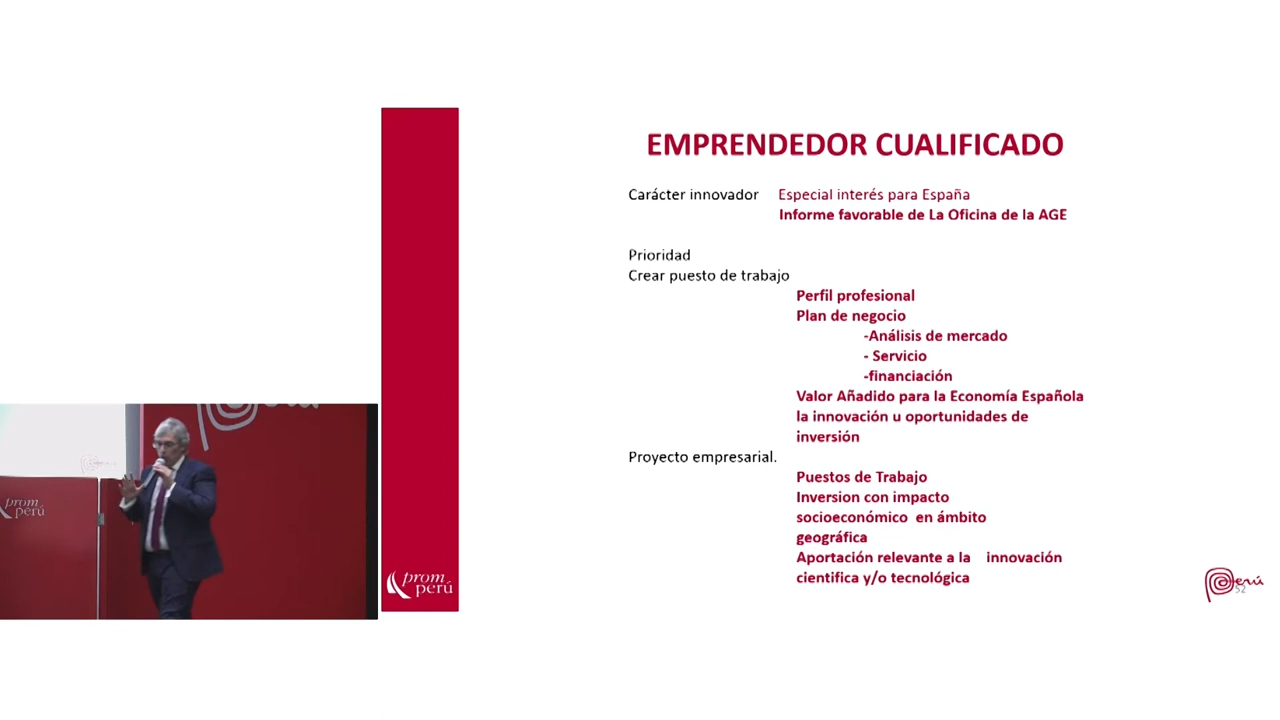 EMPRENDEDOR CUALIFICADO
Carácter innovador Especial interés para España
Informe favorable de La Oficina de la AGE
Prioridad
Crear puesto de trabajo
Perfil profesional
Plan de negocio
-Análisis de mercado
- Servicio
-financiación
Valor Añadido para la Economía Española
la innovación u oportunidades de
inversión
Proyecto empresarial.
Puestos de Trabajo
Inversion con impacto
socioeconómico en ámbito
geográfica
Aportación relevante a la innovación
cientifica y/o tecnológica
prom
perú
prom
perú
Perú
52